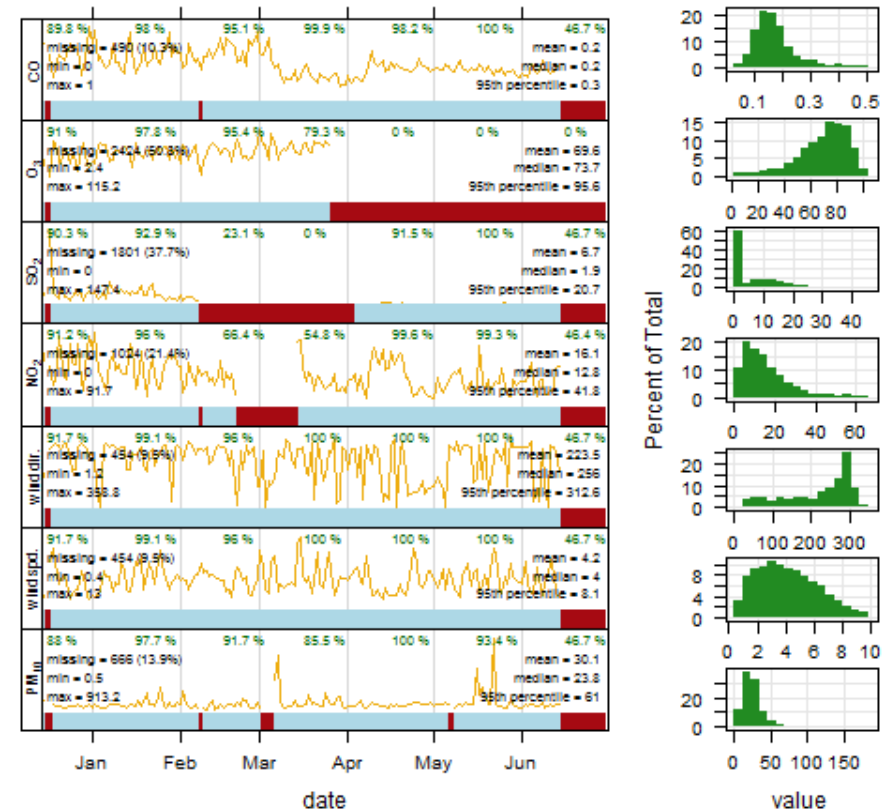 CO
89.8 % 98 % 95.1 % 99.9 % 98.2 % 100 % 46.7 %
missing = 490 (10.3%)
min = 0
max = 1
mean = 0.2
median = 0.2
95th percentile = 0.3
O3
91 % 97.8 % 95.4 % 79.3 % 0 % 0 % 0 %
missing = 2424 (50.8%)
min = 2.4
max = 115.2
mean = 69.6
median = 73.7
95th percentile = 95.6
SO2
90.3 % 92.9 % 23.1 % 0 % 91.5 % 100 % 46.7 %
missing = 1801 (37.7%)
min = 0
max = 147.4
mean = 6.7
median = 1.9
95th percentile = 20.7
NO2
91.2 % 96 % 66.4 % 54.8 % 99.6 % 99.3 % 46.4 %
missing = 1024 (21.4%)
min = 0
max = 91.7
mean = 16.1
median = 12.8
95th percentile = 41.8
wind dir.
91.7 % 99.1 % 96 % 100 % 100 % 100 % 46.7 %
missing = 454 (9.5%)
min = 1.2
max = 358.8
mean = 223.5
median = 256
95th percentile = 312.6
wind spd.
91.7 % 99.1 % 96 % 100 % 100 % 100 % 46.7 %
missing = 454 (9.5%)
min = 0.4
max = 13
mean = 4.2
median = 4
95th percentile = 8.1
PM10
88 % 97.7 % 91.7 % 85.5 % 100 % 93.4 % 46.7 %
missing = 666 (13.9%)
min = 0.5
max = 913.2
mean = 30.1
median = 23.8
95th percentile = 61
Jan Feb Mar Apr May Jun
date
Percent of Total
20
10
0
0.1 0.3 0.5
15
10
5
0
0 20 40 60 80
60
40
20
0
0 10 20 30 40
20
10
0
0 20 40 60
20
10
0
0 100 200 300
8
4
0
0 2 4 6 8 10
20
0
0 50 100 150
value